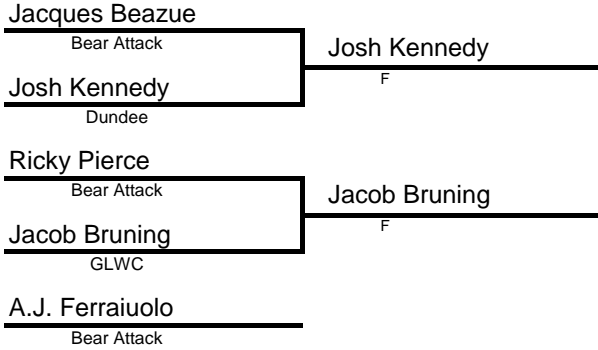 Jacques Beazue
Bear Attack
Josh Kennedy
F
Josh Kennedy
Dundee
Ricky Pierce
Bear Attack
Jacob Bruning
F
Jacob Bruning
GLWC
A.J. Ferraiuolo
Bear Attack